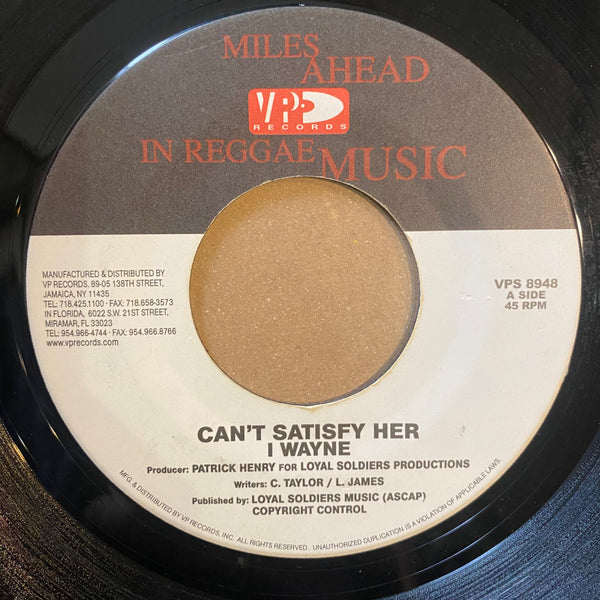 MILES
AHEAD
VP
RECORDS
IN REGGAE
MUSIC
MANUFACTURED & DISTRIBUTED BY
VP RECORDS. 89-05 138TH STREET,
JAMAICA, NY 11435
TEL: 718.425.1100 · FAX: 718-658-3573
IN FLORIDA, 6022 S.W. 21ST STREET,
MIRAMAR, FL 33023
TEL: 954.966-4744 · FAX: 954.966.8766
www.vprecords.com
VPS 8948
A SIDE
45 RPM
CAN'T SATISFY HER
I WAYNE
Producer: PATRICK HENRY FOR LOYAL SOLDIERS PRODUCTIONS
Writers: C. TAYLOR / L. JAMES
Published by: LOYAL SOLDIERS MUSIC (ASCAP)
COPYRIGHT CONTROL
MFG. & DISTRIBUTED BY VP RECORDS, INC. ALL RIGHTS RESERVED. UNAUTHORIZED DUPLICATION IS A VIOLATION OF APPLICABLE LAWS.